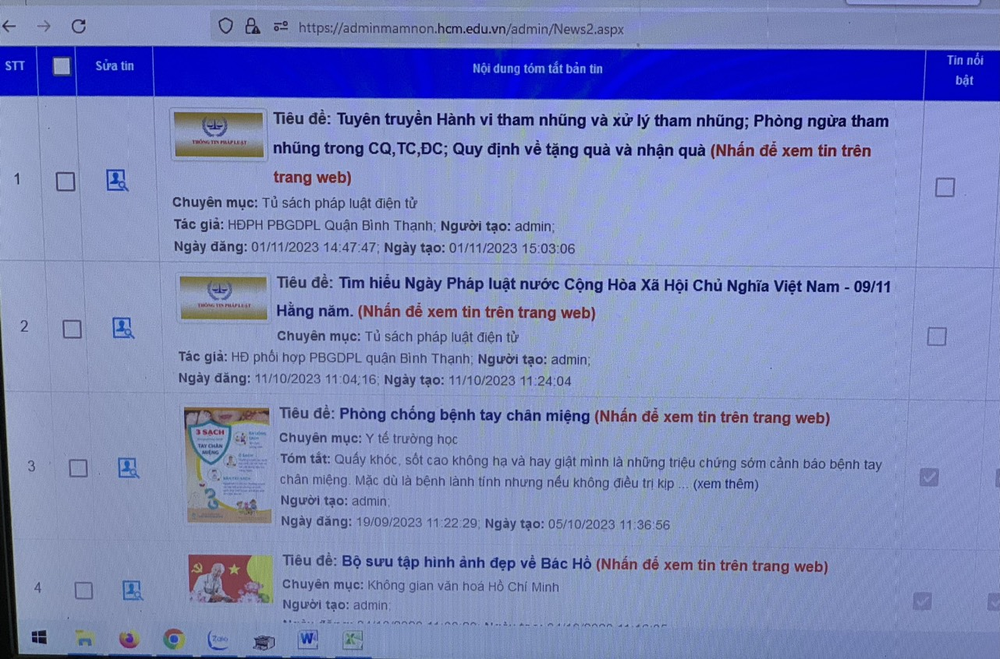 https://adminmamnon.hcm.edu.vn/admin/News2.aspx
STT
Sửa tin
Nội dung tóm tắt bản tin
Tin nổi
bật
1
THÔNG TIN PHÁP LUẬT
Tiêu đề: Tuyên truyền Hành vi tham nhũng và xử lý tham nhũng; Phòng ngừa tham
nhũng trong CQ,TC,ĐC; Quy định về tặng quà và nhận quà (Nhấn để xem tin trên
trang web)
Chuyên mục: Tủ sách pháp luật điện tử
Tác giả: HĐPH PBGDPL Quận Bình Thạnh; Người tạo: admin;
Ngày đăng: 01/11/2023 14:47:47; Ngày tạo: 01/11/2023 15:03:06
2
THÔNG TIN PHÁP LUẬT
Tiêu đề: Tìm hiểu Ngày Pháp luật nước Cộng Hòa Xã Hội Chủ Nghĩa Việt Nam - 09/11
Hằng năm. (Nhấn để xem tin trên trang web)
Chuyên mục: Tủ sách pháp luật điện tử
Tác giả: HĐ phối hợp PBGDPL quận Bình Thạnh; Người tạo: admin;
Ngày đăng: 11/10/2023 11:04:16; Ngày tạo: 11/10/2023 11:24:04
3
3 SẠCH
TAY CHÂN
MIỆNG
Tiêu đề: Phòng chống bệnh tay chân miệng (Nhấn để xem tin trên trang web)
Chuyên mục: Y tế trường học
Tóm tắt: Quấy khóc, sốt cao không hạ và hay giật mình là những triệu chứng sớm cảnh báo bệnh tay
chân miệng. Mặc dù là bệnh lành tính nhưng nếu không điều trị kịp ... (xem thêm)
Người tạo: admin;
Ngày đăng: 19/09/2023 11:22:29; Ngày tạo: 05/10/2023 11:36:56
4
Tiêu đề: Bộ sưu tập hình ảnh đẹp về Bác Hồ (Nhấn để xem tin trên trang web)
Chuyên mục: Không gian văn hoá Hồ Chí Minh
Người tạo: admin;
Zalo